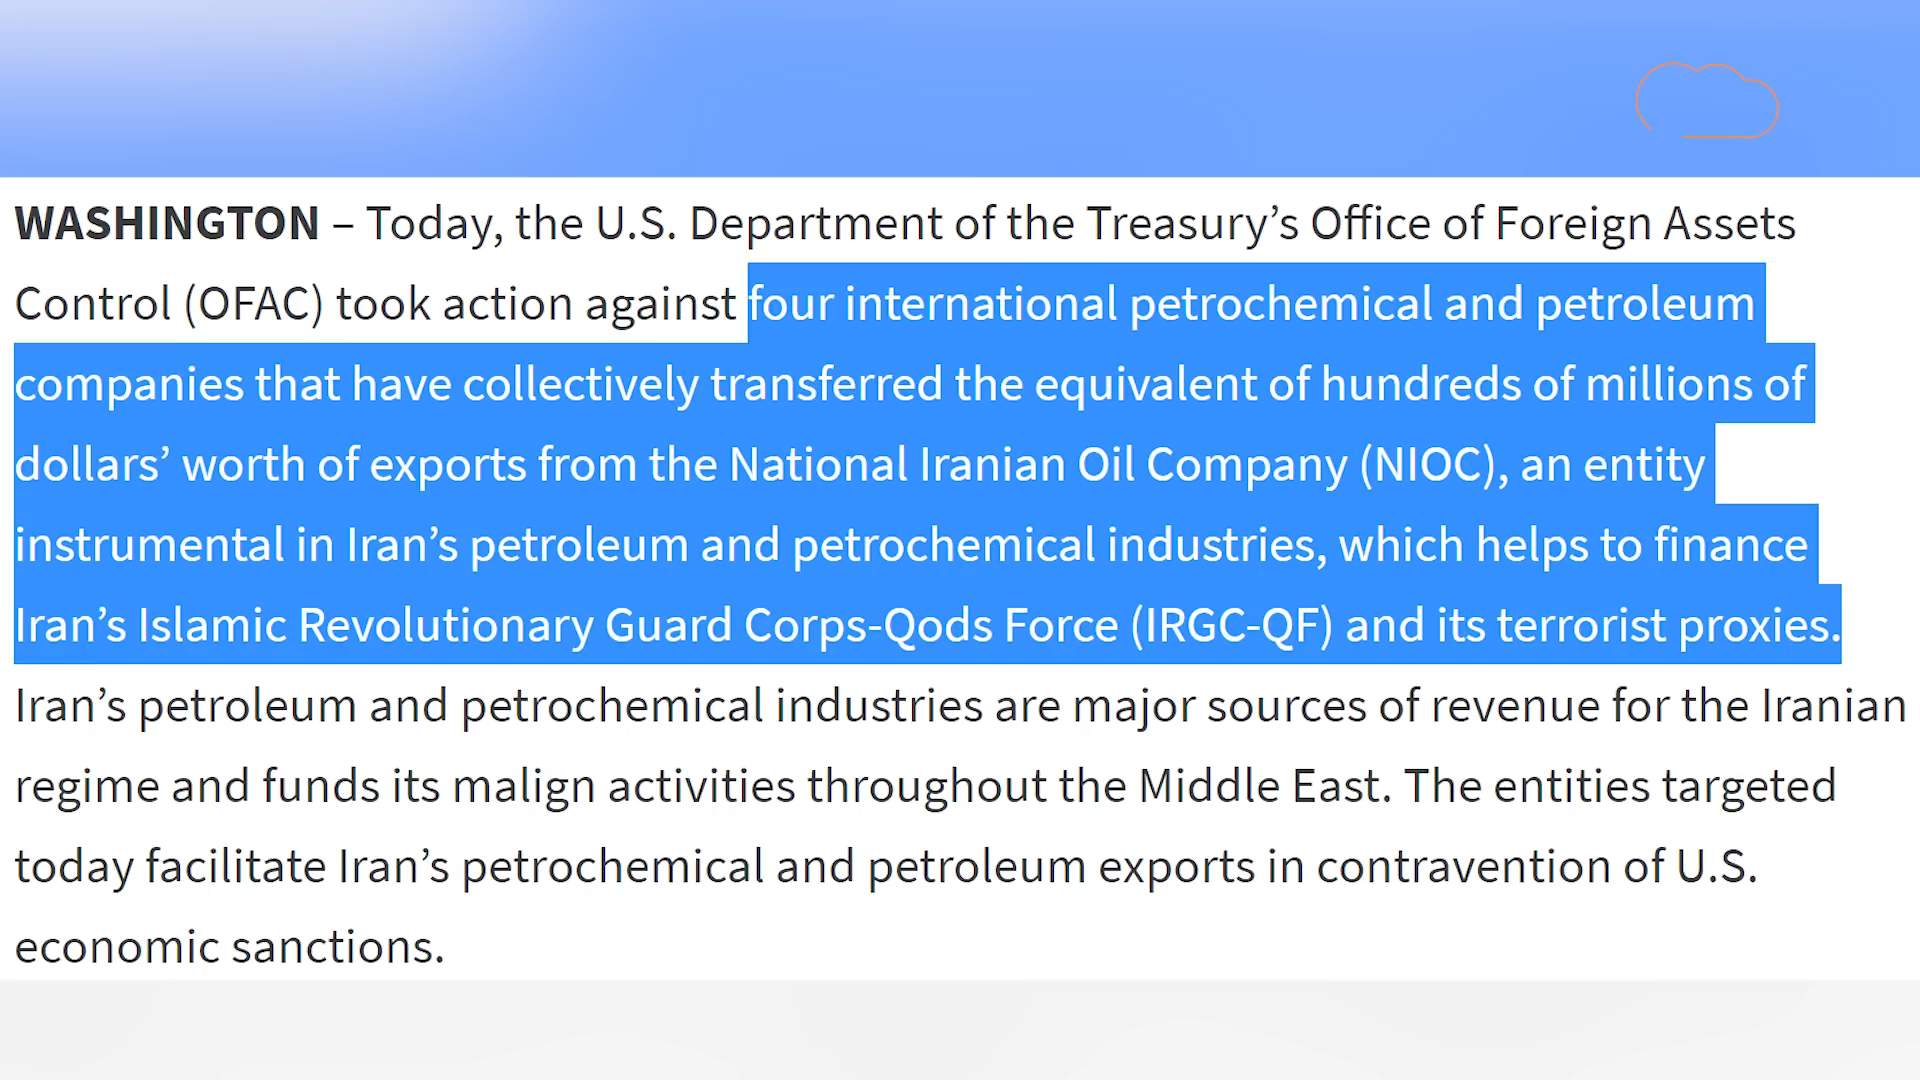 WASHINGTON – Today, the U.S. Department of the Treasury’s Office of Foreign Assets
Control (OFAC) took action against four international petrochemical and petroleum
companies that have collectively transferred the equivalent of hundreds of millions of
dollars’ worth of exports from the National Iranian Oil Company (NIOC), an entity
instrumental in Iran’s petroleum and petrochemical industries, which helps to finance
Iran’s Islamic Revolutionary Guard Corps-Qods Force (IRGC-QF) and its terrorist proxies.
Iran’s petroleum and petrochemical industries are major sources of revenue for the Iranian
regime and funds its malign activities throughout the Middle East. The entities targeted
today facilitate Iran’s petrochemical and petroleum exports in contravention of U.S.
economic sanctions.